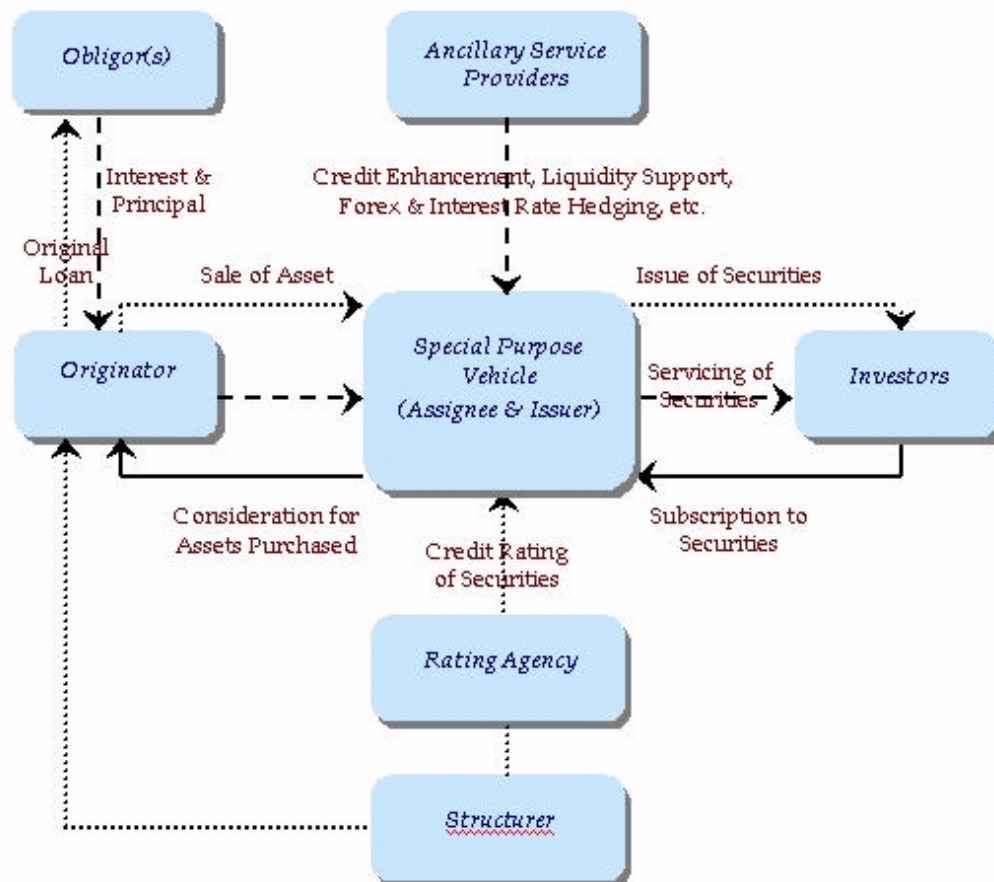 Obligor(s)
Ancillary Service
Providers
Interest &
Principal
Credit Enhancement, Liquidity Support,
Forex & Interest Rate Hedging, etc.
Original
Loan
Sale of Asset
Issue of Securities
Originator
Special Purpose
Vehicle
(Assignee & Issuer)
Servicing of
Securities
Investors
Consideration for
Assets Purchased
Subscription to
Securities
Credit Rating
of Securities
Rating Agency
Structurer